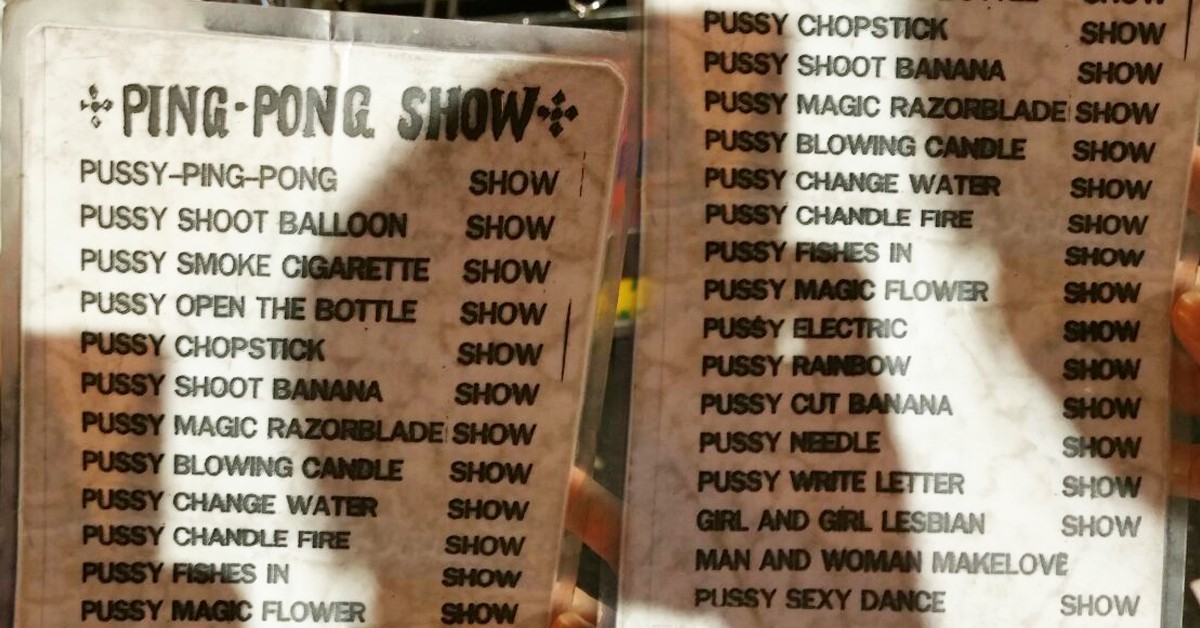 PING-PONG SHOW
PUSSY-PING-PONG SHOW
PUSSY SHOOT BALLOON SHOW
PUSSY SMOKE CIGARETTE SHOW
PUSSY OPEN THE BOTTLE SHOW
PUSSY CHOPSTICK SHOW
PUSSY SHOOT BANANA SHOW
PUSSY MAGIC RAZORBLADE SHOW
PUSSY BLOWING CANDLE SHOW
PUSSY CHANGE WATER SHOW
PUSSY CHANDLE FIRE SHOW
PUSSY FISHES IN SHOW
PUSSY MAGIC FLOWER SHOW
PUSSY CHOPSTICK SHOW
PUSSY SHOOT BANANA SHOW
PUSSY MAGIC RAZORBLADE SHOW
PUSSY BLOWING CANDLE SHOW
PUSSY CHANGE WATER SHOW
PUSSY CHANDLE FIRE SHOW
PUSSY FISHES IN SHOW
PUSSY MAGIC FLOWER SHOW
PUSSY ELECTRIC SHOW
PUSSY RAINBOW SHOW
PUSSY CUT BANANA SHOW
PUSSY NEEDLE SHOW
PUSSY WRITE LETTER SHOW
GIRL AND GIRL LESBIAN SHOW
MAN AND WOMAN MAKELOVE
PUSSY SEXY DANCE SHOW